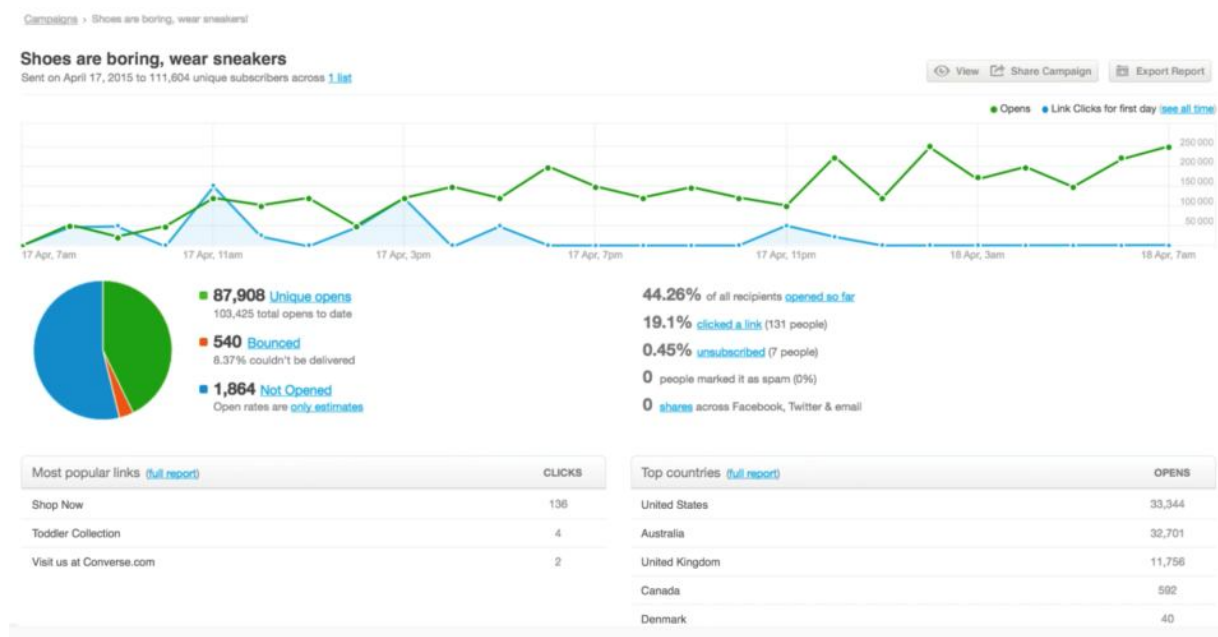 Campaigns › Shoes are boring, wear sneakers!
Shoes are boring, wear sneakers
Sent on April 17, 2015 to 111,604 unique subscribers across 1 list
View Share Campaign Export Report
Opens Link Clicks for first day (see all time)
250 000
200 000
150 000
100 000
50 000
17 Apr, 7am 17 Apr, 11am 17 Apr, 3pm 17 Apr, 7pm 17 Apr, 11pm 18 Apr, 3am 18 Apr, 7am
87,908 Unique opens
103,425 total opens to date
540 Bounced
8.37% couldn't be delivered
1,864 Not Opened
Open rates are only estimates
44.26% of all recipients opened so far
19.1% clicked a link (131 people)
0.45% unsubscribed (7 people)
0 people marked it as spam (0%)
0 shares across Facebook, Twitter & email
Most popular links (full report) CLICKS
Shop Now 136
Toddler Collection 4
Visit us at Converse.com 2
Top countries (full report) OPENS
United States 33,344
Australia 32,701
United Kingdom 11,756
Canada 592
Denmark 40